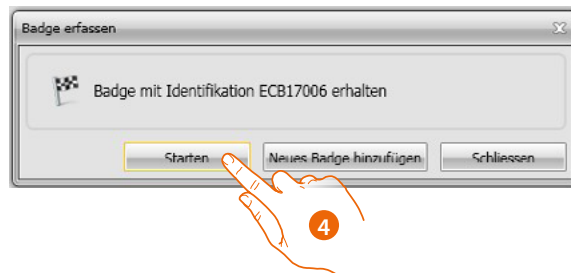 Badge erfassen
Badge mit Identifikation ECB17006 erhalten
Starten Neues Badge hinzufügen Schliessen
4